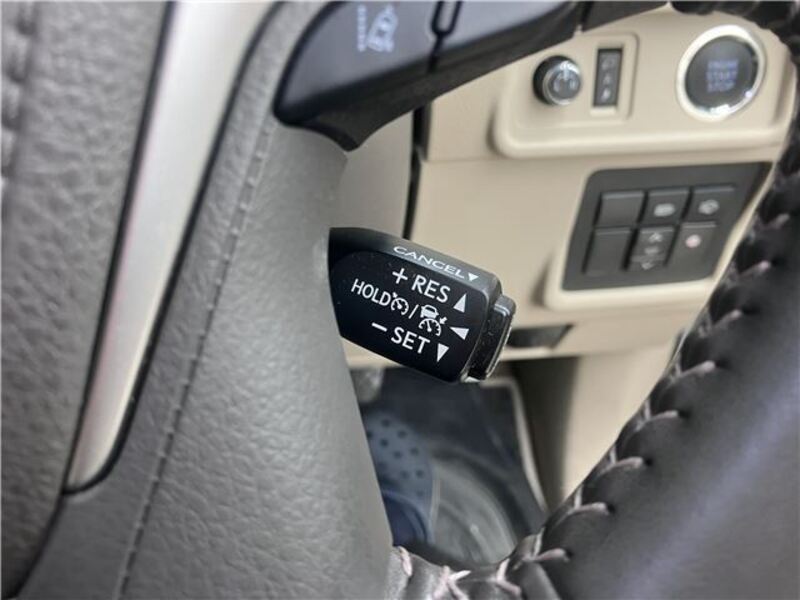 ENGINE
START
STOP
CANCEL▼
+ RES ▲
HOLD /
− SET ▼